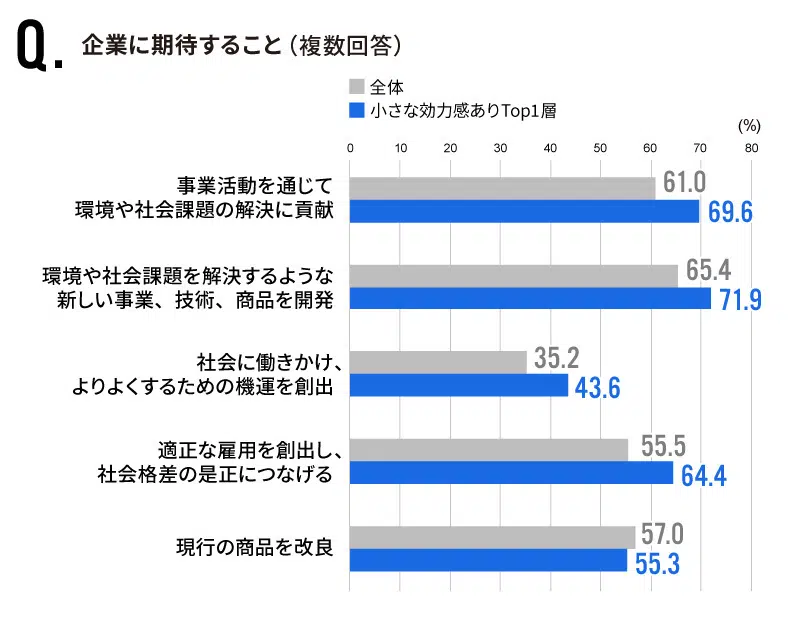 Q. 企業に期待すること（複数回答）
全体
小さな効力感ありTop1層
(%)
0 10 20 30 40 50 60 70 80
事業活動を通じて
環境や社会課題の解決に貢献
61.0
69.6
環境や社会課題を解決するような
新しい事業、技術、商品を開発
65.4
71.9
社会に働きかけ、
よりよくするための機運を創出
35.2
43.6
適正な雇用を創出し、
社会格差の是正につなげる
55.5
64.4
現行の商品を改良
57.0
55.3